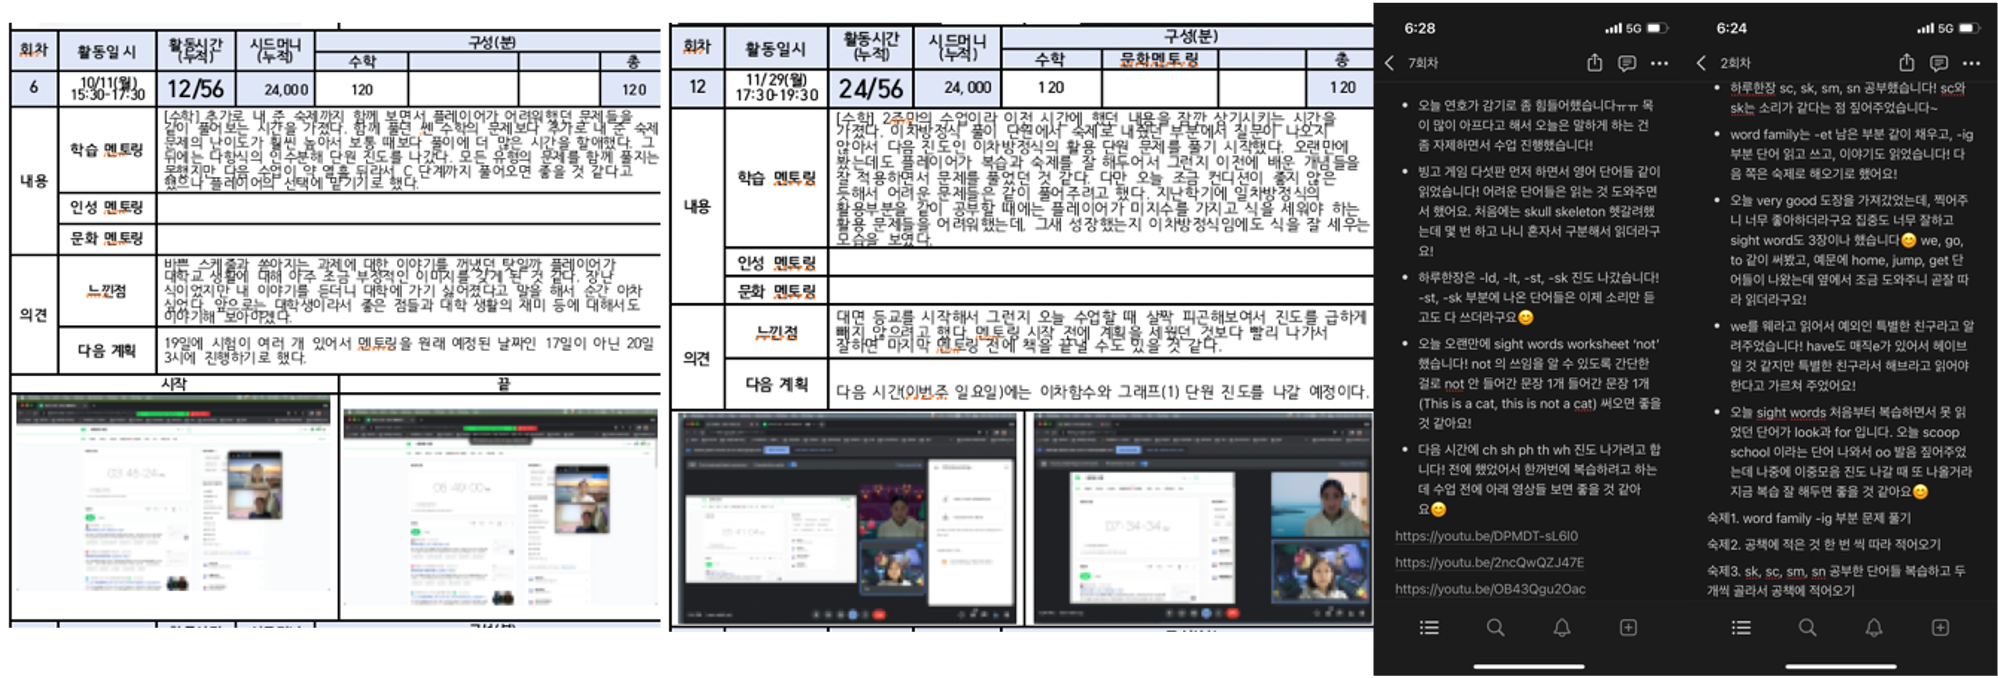 회차
활동일시
활동시간
(누적)
시드머니
(누적)
구성(분)
수학
총
6
10/11(월)
15:30-17:30
12/56
24,000
120
120
내용
학습 멘토링
[수학] 추가로 내 준 숙제까지 함께 보면서 플레이어가 어려워했던 문제들을
같이 풀어보는 시간을 가졌다. 함께 풀던 쎈 수학의 문제보다 추가로 내 준 숙제
문제의 난이도가 훨씬 높아서 보통 때보다 풀이에 더 많은 시간을 할애했다. 그
뒤에는 다항식의 인수분해 단원 진도를 나갔다. 모든 유형의 문제를 함께 풀지는
못했지만 다음 수업이 약 열흘 뒤라서 C 단계까지 풀어오면 좋을 것 같다고
했으나 플레이어의 선택에 맡기기로 했다.
인성 멘토링
문화 멘토링
의견
느낀점
바쁜 스케줄과 쏟아지는 과제에 대한 이야기를 꺼냈던 탓일까 플레이어가
대학교 생활에 대해 아주 조금 부정적인 이미지를 갖게 된 것 같다. 장난
식이었지만 내 이야기를 듣더니 대학에 가기 싫어졌다고 말을 해서 순간 아차
싶었다. 앞으로는 대학생이라서 좋은 점들과 대학 생활의 재미 등에 대해서도
이야기해 보아야겠다.
다음 계획
19일에 시험이 여러 개 있어서 멘토링을 원래 예정된 날짜인 17일이 아닌 20일
3시에 진행하기로 했다.
시작
끝
회차
활동일시
활동시간
(누적)
시드머니
(누적)
구성(분)
수학
문화멘토링
총
12
11/29(월)
17:30-19:30
24/56
24,000
120
120
내용
학습 멘토링
[수학] 2주만의 수업이라 이전 시간에 했던 내용을 잠깐 상기시키는 시간을
가졌다. 이차방정식 풀이 단원에서 숙제로 내줬던 부분에서 질문이 나오지
않아서 다음 진도인 이차방정식의 활용 단원 문제를 풀기 시작했다. 오랜만에
봤는데도 플레이어가 복습과 숙제를 잘 해두어서 그런지 이전에 배운 개념들을
잘 적용하면서 문제를 풀었던 것 같다. 다만 오늘 조금 컨디션이 좋지 않은
듯해서 어려운 문제들은 같이 풀어주려고 했다. 지난학기에 일차방정식의
활용부분을 같이 공부할 때에는 플레이어가 미지수를 가지고 식을 세워야 하는
활용 문제들을 어려워했는데, 그새 성장했는지 이차방정식임에도 식을 잘 세우는
모습을 보였다.
인성 멘토링
문화 멘토링
의견
느낀점
대면 등교를 시작해서 그런지 오늘 수업할 때 살짝 피곤해보여서 진도를 급하게
빼지 않으려고 했다. 멘토링 시작 전에 계획을 세웠던 것보다 빨리 나가서
잘하면 마지막 멘토링 전에 책을 끝낼 수도 있을 것 같다.
다음 계획
다음 시간(이번주 일요일)에는 이차함수와 그래프(1) 단원 진도를 나갈 예정이다.
6:28
5G
7회차
• 오늘 연호가 감기로 좀 힘들어했습니다ㅠㅠ 목
이 많이 아프다고 해서 오늘은 말하게 하는 건
좀 자제하면서 수업 진행했습니다!
• 빙고 게임 다섯판 먼저 하면서 영어 단어들 같이
읽었습니다! 어려운 단어들은 읽는 것 도와주면
서 했어요. 처음에는 skull skeleton 헷갈려했
는데 몇 번 하고 나니 혼자서 구분해서 읽더라구
요!
• 하루한장은 -ld, -lt, -st, -sk 진도 나갔습니다!
-st, -sk 부분에 나온 단어들은 이제 소리만 듣
고도 다 쓰더라구요😊
• 오늘 오랜만에 sight words worksheet ‘not’
했습니다! not 의 쓰임을 알 수 있도록 간단한
걸로 not 안 들어간 문장 1개 들어간 문장 1개
(This is a cat, this is not a cat) 써오면 좋을
것 같아요!
• 다음 시간에 ch sh ph th wh 진도 나가려고 합
니다! 전에 했었어서 한꺼번에 복습하려고 하는
데 수업 전에 아래 영상들 보면 좋을 것 같아
요😊
https://youtu.be/DPMDT-sL6I0
https://youtu.be/2ncQwQZJ47E
https://youtu.be/OB43Qgu2Oac
6:24
5G
2회차
• 하루한장 sc, sk, sm, sn 공부했습니다! sc와
sk는 소리가 같다는 점 짚어주었습니다~
• word family는 -et 남은 부분 같이 채우고, -ig
부분 단어 읽고 쓰고, 이야기도 읽었습니다! 다
음 쪽은 숙제로 해오기로 했어요!
• 오늘 very good 도장을 가져갔었는데, 찍어주
니 너무 좋아하더라구요 집중도 너무 잘하고
sight word도 3장이나 했습니다😊 we, go,
to 같이 써봤고, 예문에 home, jump, get 단
어들이 나왔는데 옆에서 조금 도와주니 곧잘 따
라 읽더라구요!
• we를 웨라고 읽어서 예외인 특별한 친구라고 알
려주었습니다! have도 매직e가 있어서 헤이브
일 것 같지만 특별한 친구라서 해브라고 읽어야
한다고 가르쳐 주었어요!
• 오늘 sight words 처음부터 복습하면서 못 읽
었던 단어가 look과 for 입니다. 오늘 scoop
school 이라는 단어 나와서 oo 발음 짚어주었
는데 나중에 이중모음 진도 나갈 때 또 나올거라
지금 복습 잘 해두면 좋을 것 같아요😊
숙제1. word family -ig 부분 문제 풀기
숙제2. 공책에 적은 것 한 번 씩 따라 적어오기
숙제3. sk, sc, sm, sn 공부한 단어들 복습하고 두
개씩 골라서 공책에 적어오기